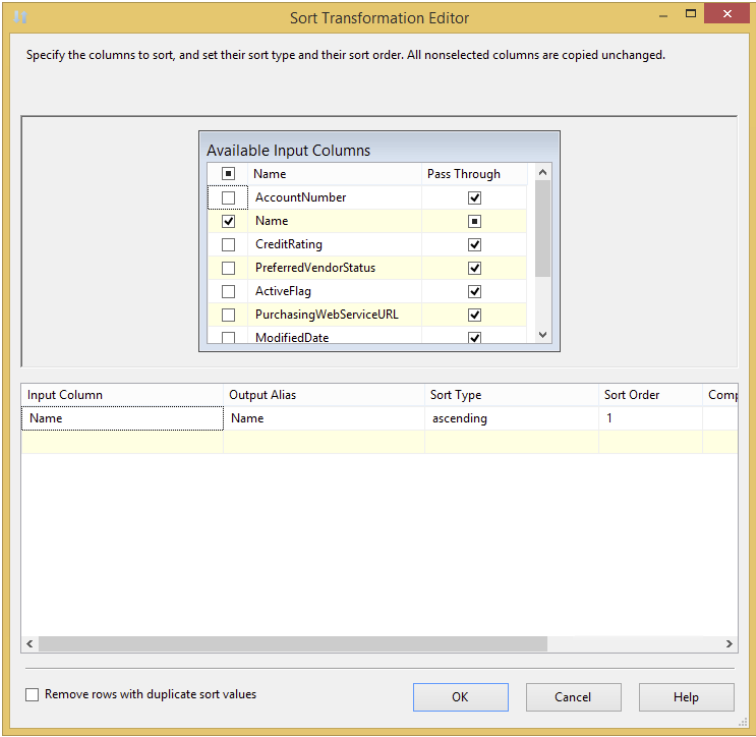 Sort Transformation Editor
Specify the columns to sort, and set their sort type and their sort order. All nonselected columns are copied unchanged.
Available Input Columns
Name Pass Through
AccountNumber
Name
CreditRating
PreferredVendorStatus
ActiveFlag
PurchasingWebServiceURL
ModifiedDate
Input Column Output Alias Sort Type Sort Order Comp
Name Name ascending 1
Remove rows with duplicate sort values OK Cancel Help